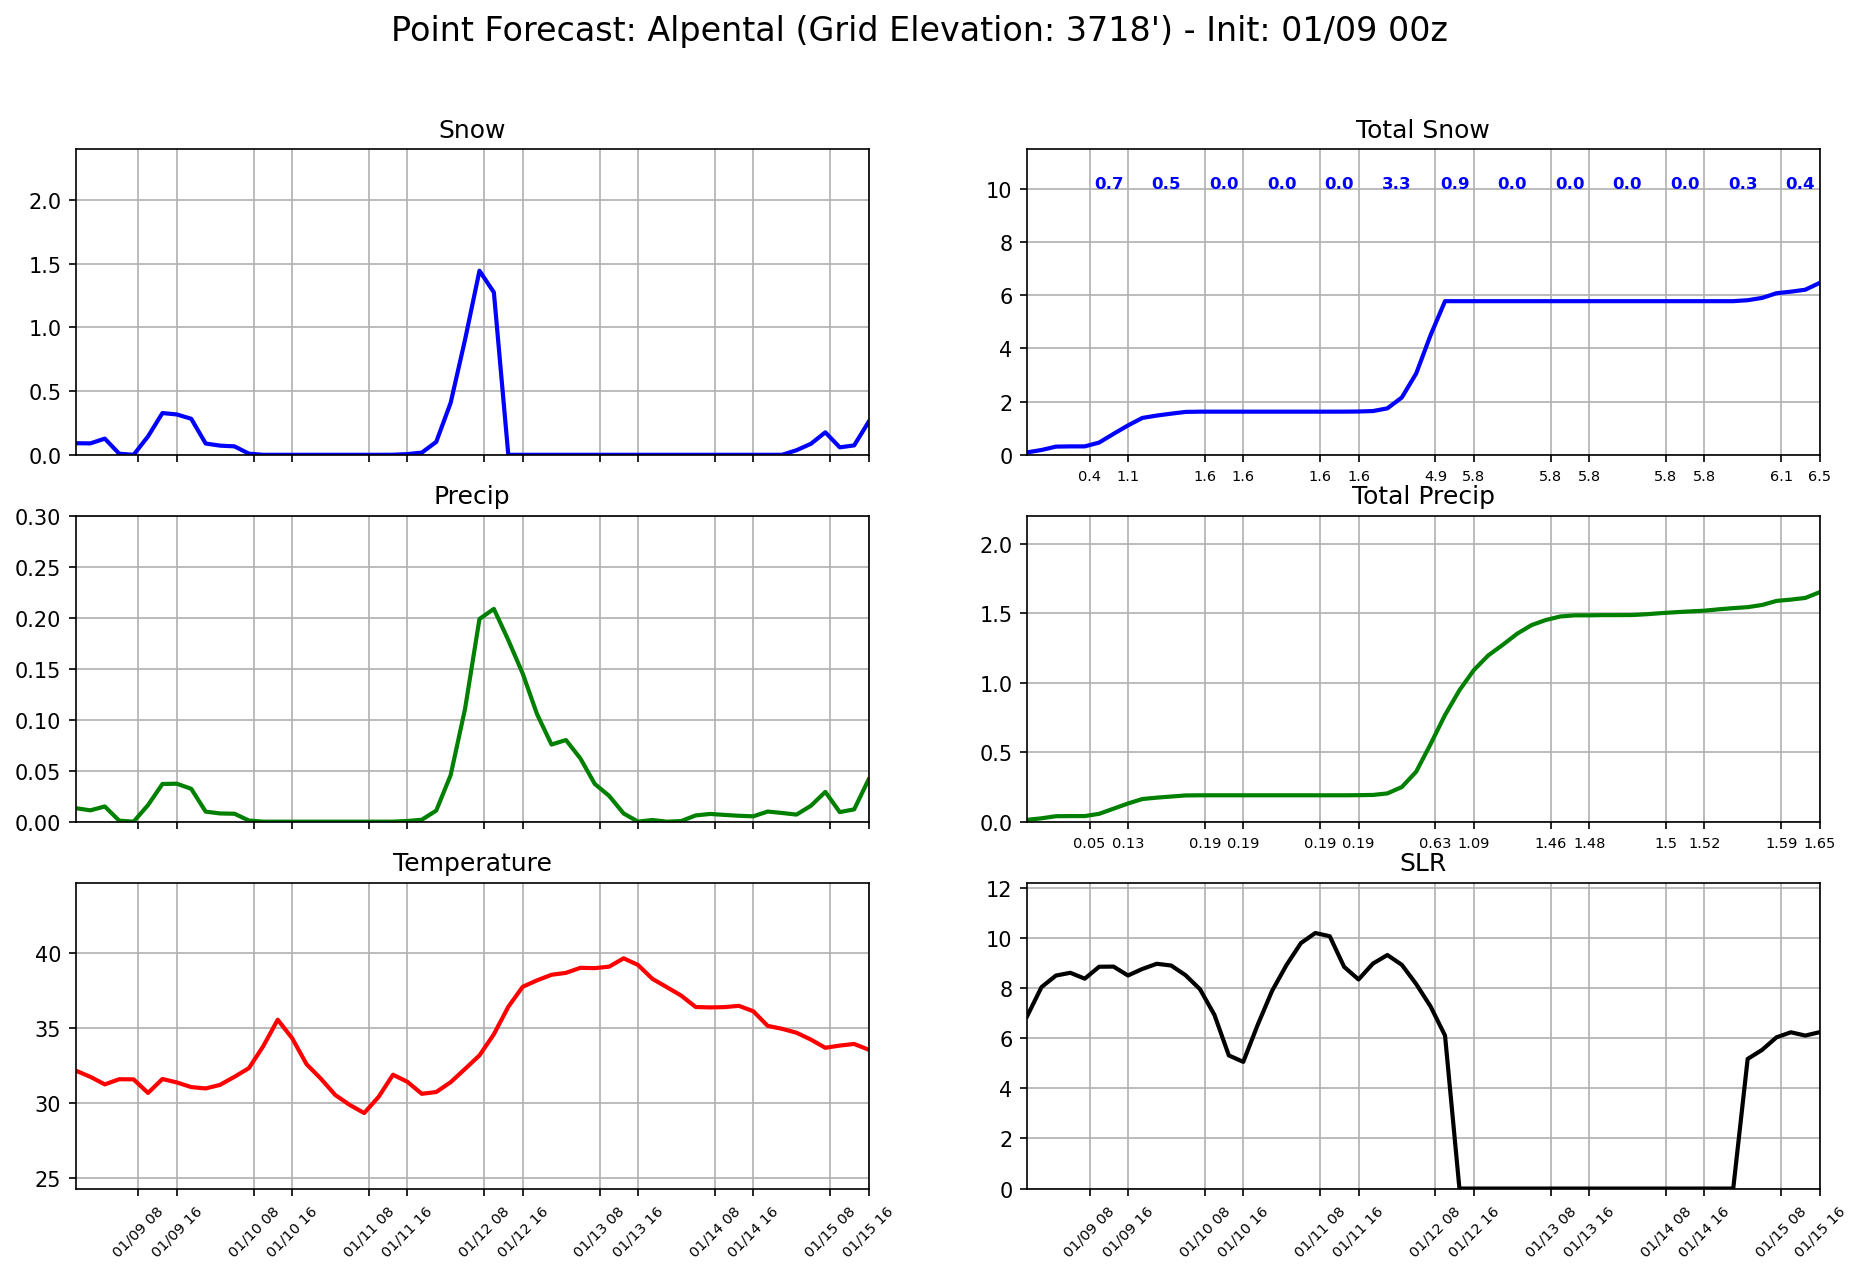 Point Forecast: Alpental (Grid Elevation: 3718') - Init: 01/09 00z
Snow
2.0
1.5
1.0
0.5
0.0
Total Snow
0.7 0.5 0.0 0.0 0.0 3.3 0.9 0.0 0.0 0.0 0.0 0.3 0.4
10
8
6
4
2
0
0.4 1.1 1.6 1.6 1.6 1.6 4.9 5.8 5.8 5.8 5.8 5.8 6.1 6.5
Precip
0.30
0.25
0.20
0.15
0.10
0.05
0.00
Total Precip
2.0
1.5
1.0
0.5
0.0
0.05 0.13 0.19 0.19 0.19 0.19 0.63 1.09 1.46 1.48 1.5 1.52 1.59 1.65
Temperature
40
35
30
25
01/09 08 01/09 16 01/10 08 01/10 16 01/11 08 01/11 16 01/12 08 01/12 16 01/13 08 01/13 16 01/14 08 01/14 16 01/15 08 01/15 16
SLR
12
10
8
6
4
2
0
01/09 08 01/09 16 01/10 08 01/10 16 01/11 08 01/11 16 01/12 08 01/12 16 01/13 08 01/13 16 01/14 08 01/14 16 01/15 08 01/15 16